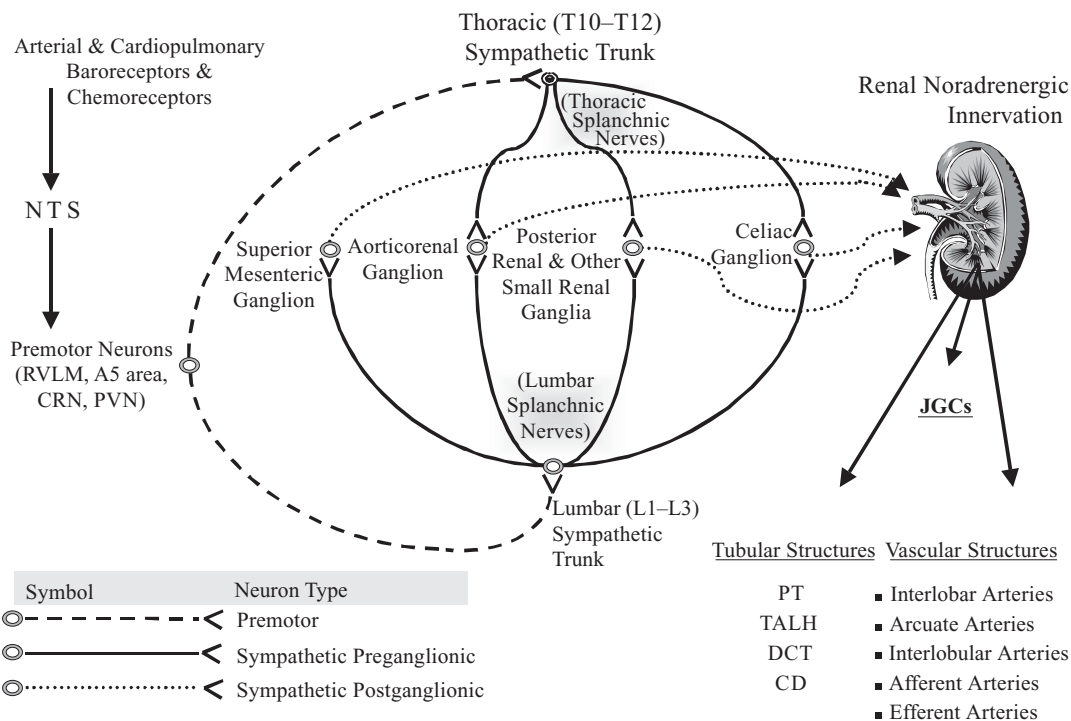 Thoracic (T10–T12)
Sympathetic Trunk
Arterial & Cardiopulmonary
Baroreceptors &
Chemoreceptors
NTS
Premotor Neurons
(RVLM, A5 area,
CRN, PVN)
(Thoracic
Splanchnic
Nerves)
Renal Noradrenergic
Innervation
Superior
Mesenteric
Ganglion
Aorticorenal
Ganglion
Posterior
Renal & Other
Small Renal
Ganglia
Celiac
Ganglion
(Lumbar
Splanchnic
Nerves)
JGCs
Lumbar (L1–L3)
Sympathetic
Trunk
Symbol Neuron Type
Premotor
Sympathetic Preganglionic
Sympathetic Postganglionic
Tubular Structures
PT
TALH
DCT
CD
Vascular Structures
▪ Interlobar Arteries
▪ Arcuate Arteries
▪ Interlobular Arteries
▪ Afferent Arteries
▪ Efferent Arteries